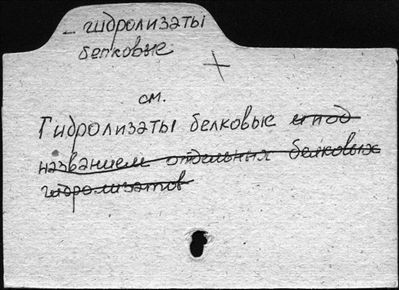 – гидролизаты
белковые
см.
Гидролизаты белковые и под
названием отдельных белковых
гидролизатов